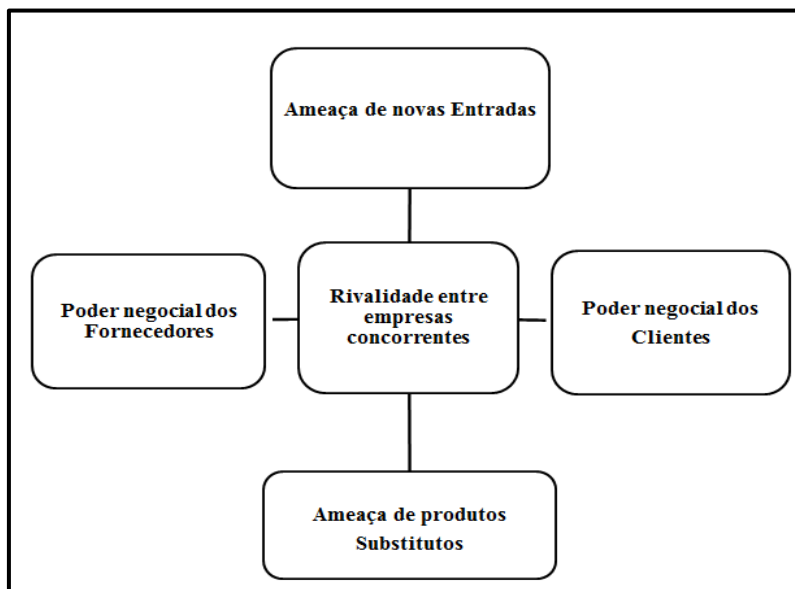 Ameaça de novas Entradas
Poder negocial dos
Fornecedores
Rivalidade entre
empresas
concorrentes
Poder negocial dos
Clientes
Ameaça de produtos
Substitutos